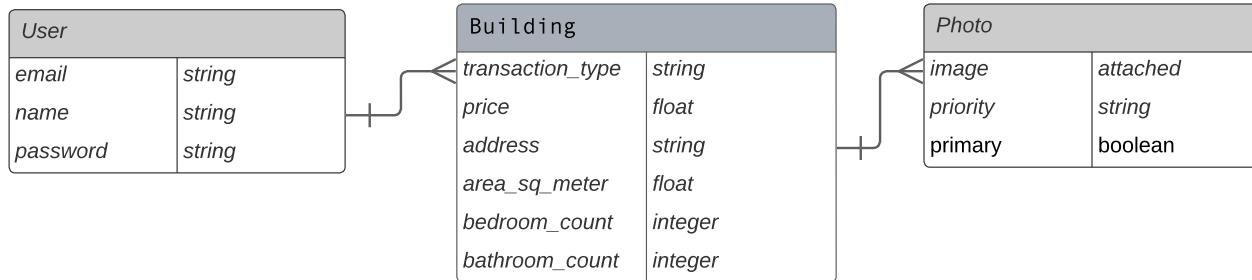 User
email string
name string
password string
Building
transaction_type string
price float
address string
area_sq_meter float
bedroom_count integer
bathroom_count integer
Photo
image attached
priority string
primary boolean